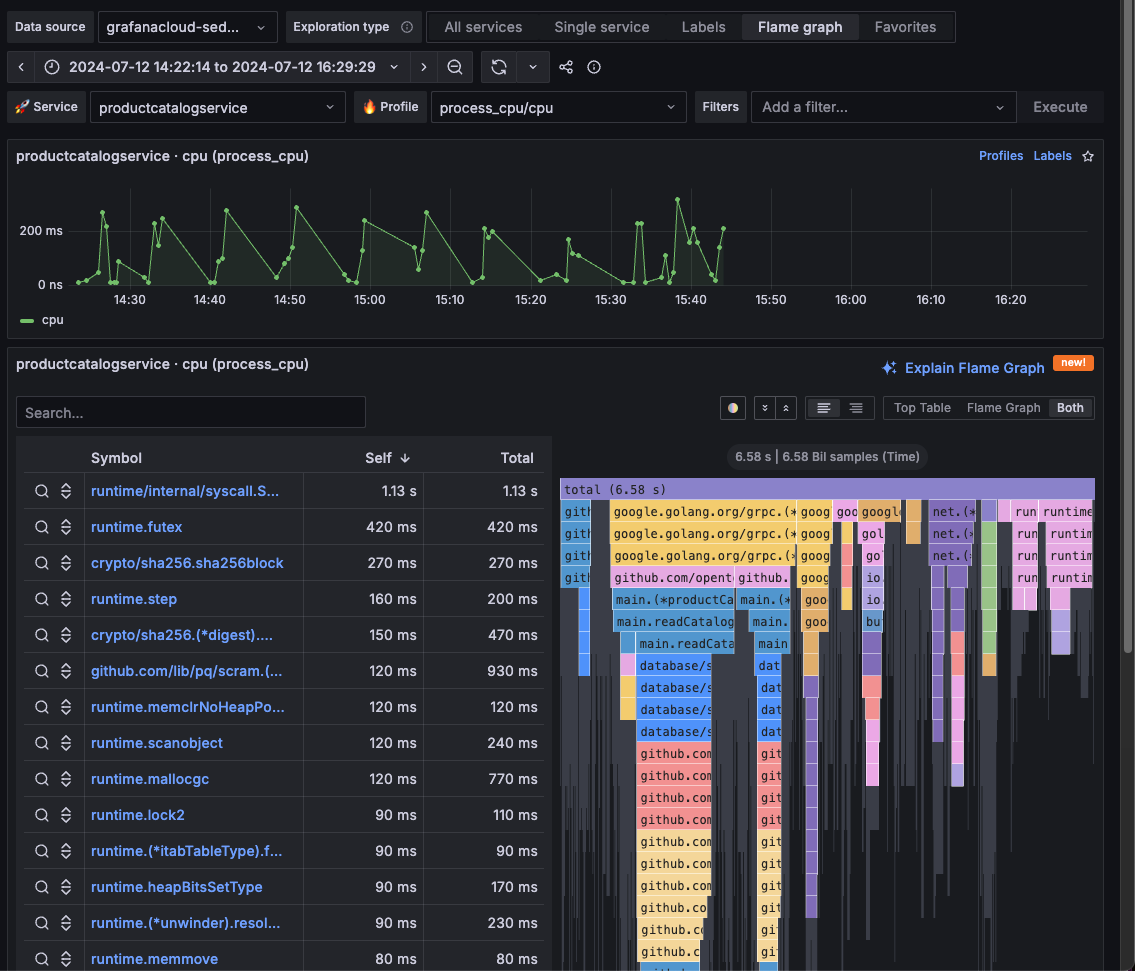 Data source grafanacloud-sed... Exploration type All services Single service Labels Flame graph Favorites
2024-07-12 14:22:14 to 2024-07-12 16:29:29
Service productcatalogservice Profile process_cpu/cpu Filters Add a filter... Execute
productcatalogservice · cpu (process_cpu) Profiles Labels
200 ms
0 ns
14:30 14:40 14:50 15:00 15:10 15:20 15:30 15:40 15:50 16:00 16:10 16:20
cpu
productcatalogservice · cpu (process_cpu) Explain Flame Graph new!
Search... Top Table Flame Graph Both
Symbol Self Total
runtime/internal/syscall.S... 1.13 s 1.13 s
runtime.futex 420 ms 420 ms
crypto/sha256.sha256block 270 ms 270 ms
runtime.step 160 ms 200 ms
crypto/sha256.(*digest).... 150 ms 470 ms
github.com/lib/pq/scram.(... 120 ms 930 ms
runtime.memclrNoHeapPo... 120 ms 120 ms
runtime.scanobject 120 ms 240 ms
runtime.mallocgc 120 ms 770 ms
runtime.lock2 90 ms 110 ms
runtime.(*itabTableType).f... 90 ms 90 ms
runtime.heapBitsSetType 90 ms 170 ms
runtime.(*unwinder).resol... 90 ms 230 ms
runtime.memmove 80 ms 80 ms
6.58 s | 6.58 Bil samples (Time)
total (6.58 s)
gith google.golang.org/grpc.(* goog goo google net.(* run runtime
gith google.golang.org/grpc.(* goog gol net.(* run runtim
gith google.golang.org/grpc.(* goog go net.(* run runtim
gith github.com/opent github. goog io. run runtim
main.(*productCa main.(* goo io.
main.readCatalog main. goo bu
main.readCata main
database/s dat
database/s dat
database/s dat
database/s dat
github.com git
github.com git
github.com git
github.com git
github.com git
github.com git
github.com git
github.co git
github.c gi
github.c gi